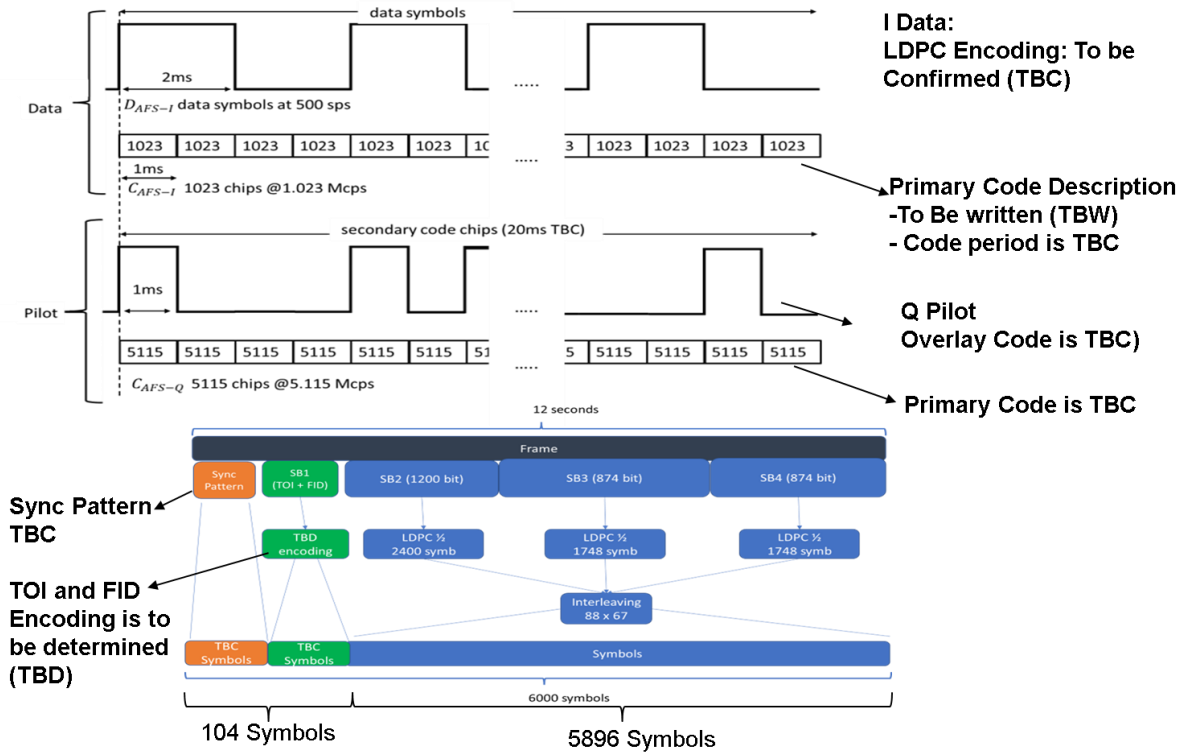 data symbols
2ms
D_AFS-I data symbols at 500 sps
.....
Data
1023 1023 1023 1023 1023 1023 10 3 1023 1023 1023 1023
.....
1ms
C_AFS-I 1023 chips @1.023 Mcps
I Data:
LDPC Encoding: To be
Confirmed (TBC)
Primary Code Description
-To Be written (TBW)
- Code period is TBC
secondary code chips (20ms TBC)
1ms
.....
Pilot
5115 5115 5115 5115 5115 5115 51 15 5115 5115 5115 5115
.....
C_AFS-Q 5115 chips @5.115 Mcps
Q Pilot
Overlay Code is TBC)
Primary Code is TBC
12 seconds
Frame
Sync
Pattern
SB1
(TOI + FID)
SB2 (1200 bit)
SB3 (874 bit)
SB4 (874 bit)
Sync Pattern
TBC
TBD
encoding
LDPC ½
2400 symb
LDPC ½
1748 symb
LDPC ½
1748 symb
TOI and FID
Encoding is to
be determined
(TBD)
Interleaving
88 x 67
TBC
Symbols
TBC
Symbols
Symbols
6000 symbols
104 Symbols
5896 Symbols